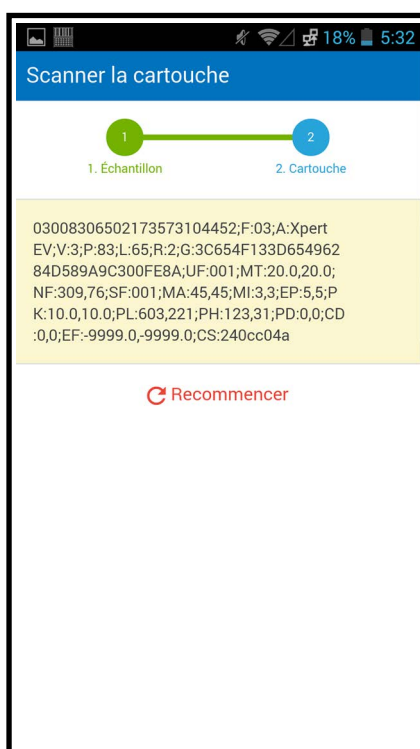 18% 5:32
Scanner la cartouche
1 2
1. Échantillon 2. Cartouche
03008306502173573104452;F:03;A:Xpert
EV;V:3;P:83;L:65;R:2;G:3C654F133D654962
84D589A9C300FE8A;UF:001;MT:20.0,20.0;
NF:309,76;SF:001;MA:45,45;MI:3,3;EP:5,5;P
K:10.0,10.0;PL:603,221;PH:123,31;PD:0,0;CD
:0,0;EF:-9999.0,-9999.0;CS:240cc04a
Recommencer